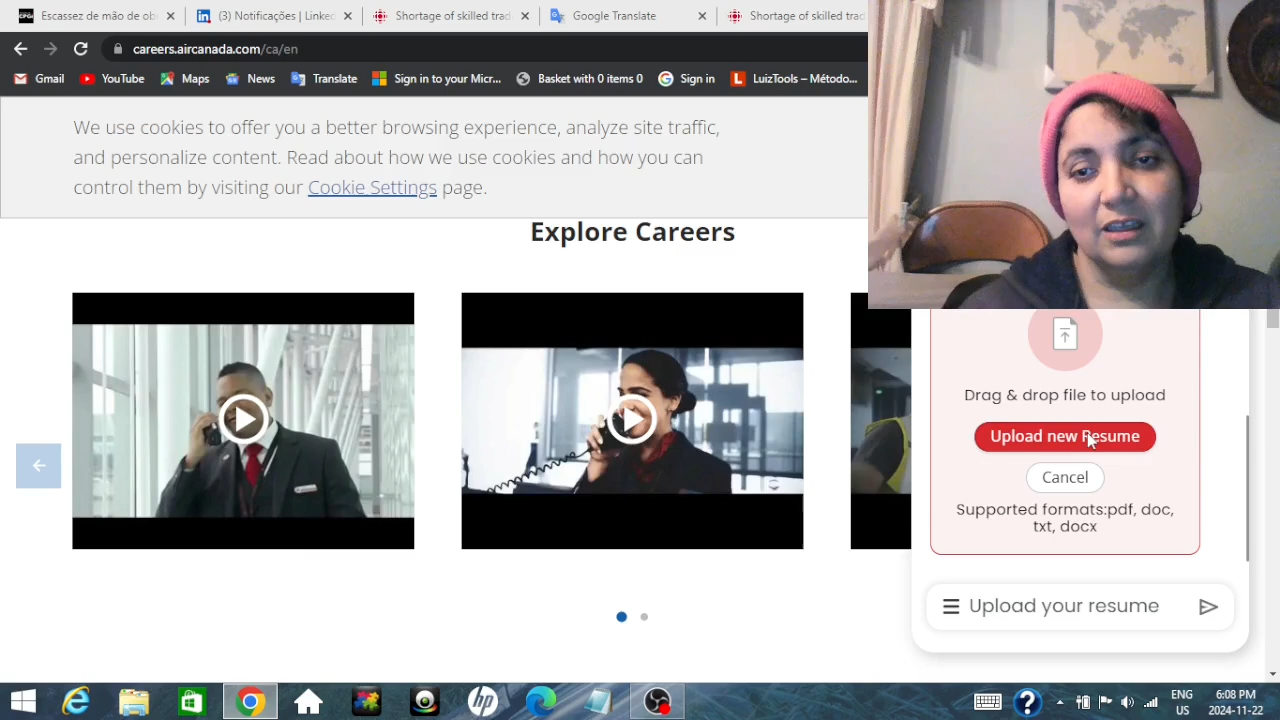 Escassez de mão de ob
(3) Notificações | Linked
Shortage of skilled trade
Google Translate
Shortage of skilled trad
careers.aircanada.com/ca/en
Gmail
YouTube
Maps
News
Translate
Sign in to your Micr...
Basket with 0 items 0
Sign in
LuizTools – Método...
We use cookies to offer you a better browsing experience, analyze site traffic,
and personalize content. Read about how we use cookies and how you can
control them by visiting our Cookie Settings page.
Explore Careers
Drag & drop file to upload
Upload new Resume
Cancel
Supported formats:pdf, doc,
txt, docx
Upload your resume
ENG
US
6:08 PM
2024-11-22